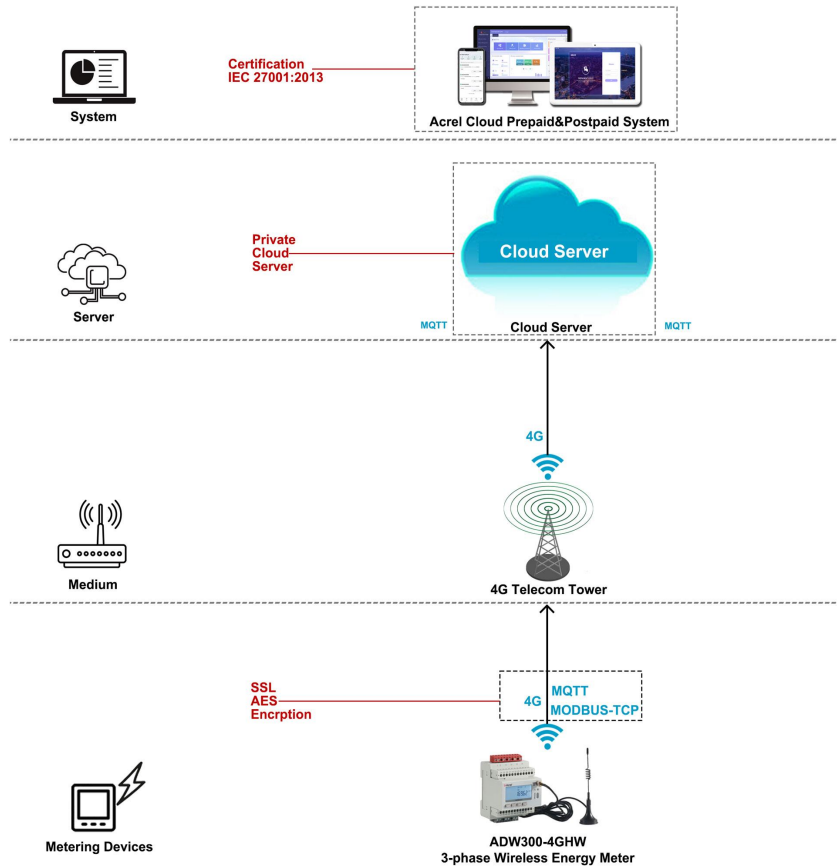 Certification
IEC 27001:2013
System
Acrel Cloud Prepaid&Postpaid System
Private
Cloud
Server
Cloud Server
Server
MQTT
Cloud Server
MQTT
4G
Medium
4G Telecom Tower
SSL
AES
Encrption
4G
MQTT
MODBUS-TCP
Metering Devices
ADW300-4GHW
3-phase Wireless Energy Meter